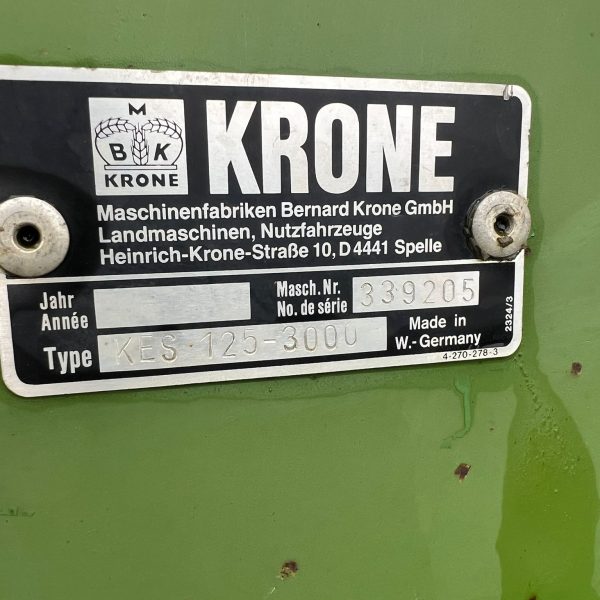 M
B K
KRONE
KRONE
Maschinenfabriken Bernard Krone GmbH
Landmaschinen, Nutzfahrzeuge
Heinrich-Krone-Straße 10, D 4441 Spelle
Jahr
Année
Masch. Nr.
No. de série
339205
Type
KES 125-3000
Made in
W.-Germany
4-270-278-3
2324/3